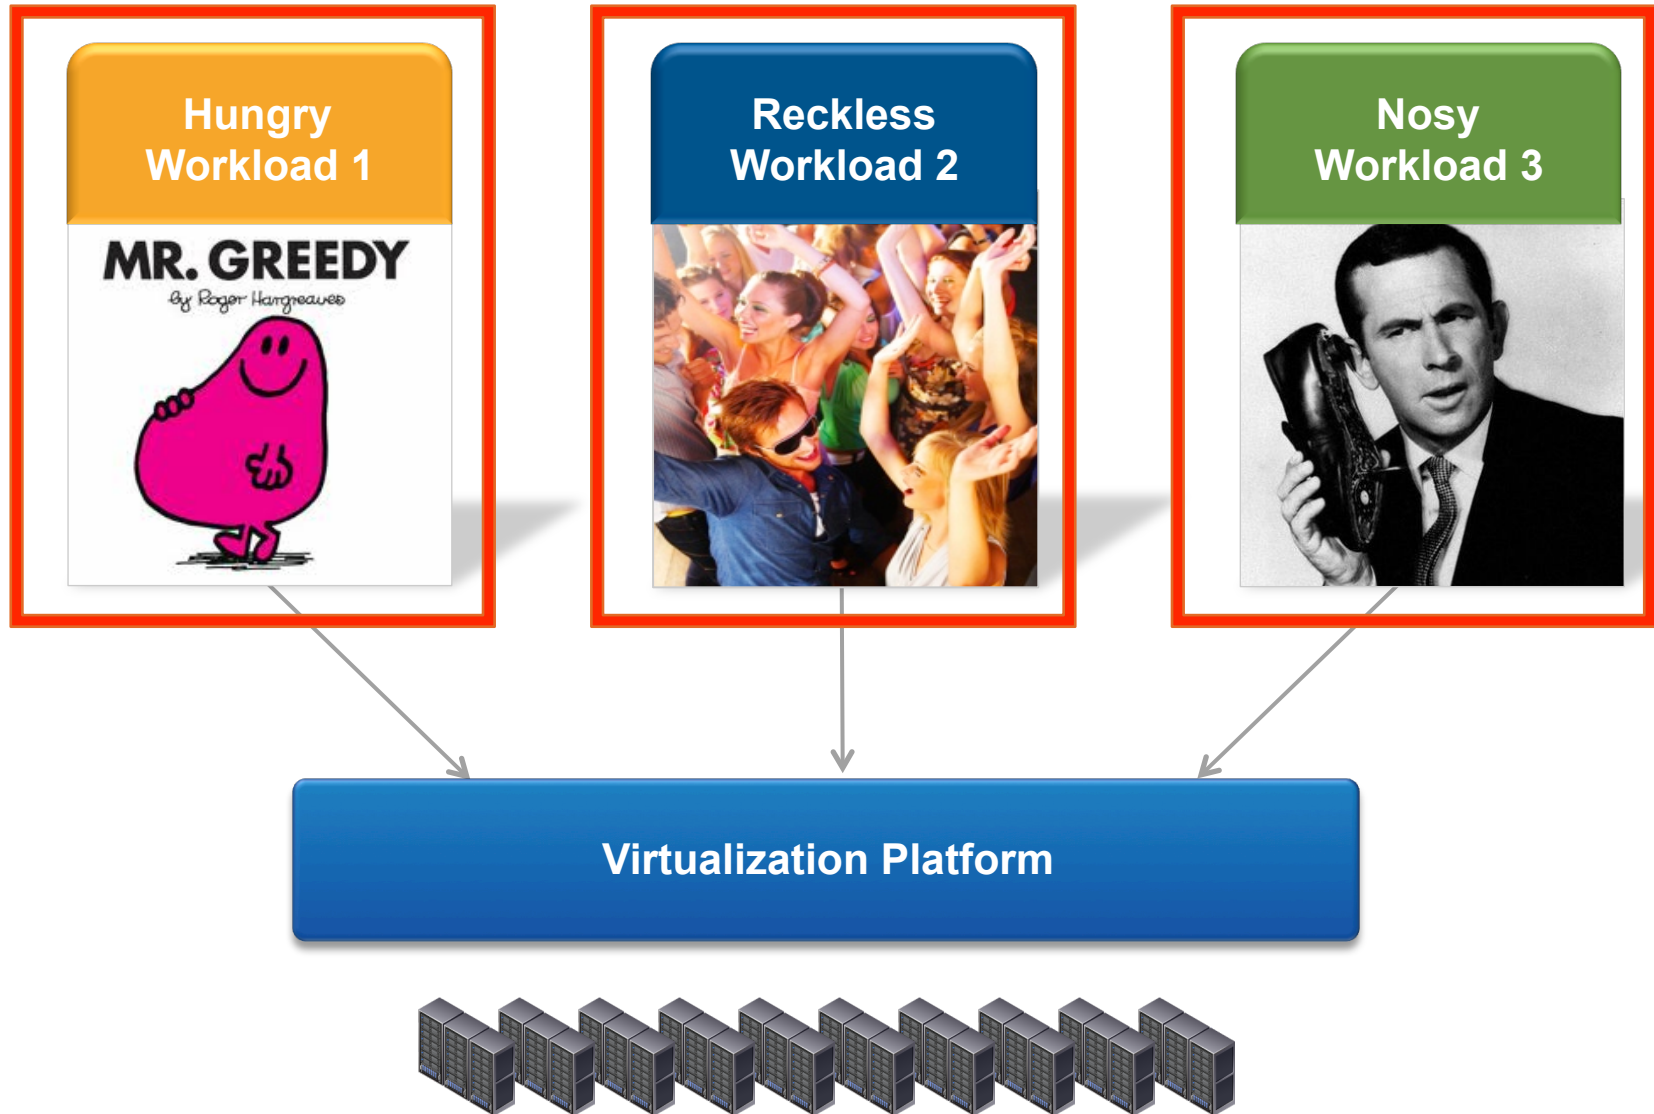 Hungry
Workload 1
Reckless
Workload 2
Nosy
Workload 3
MR. GREEDY
by Roger Hargreaves
Virtualization Platform